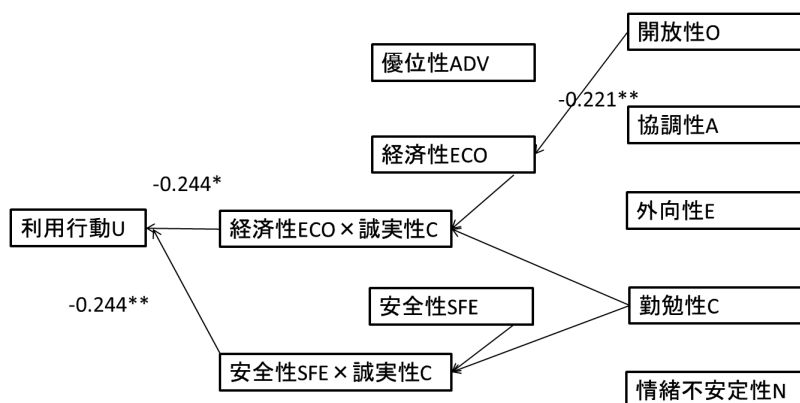 開放性O
優位性ADV
-0.221**
協調性A
経済性ECO
-0.244*
外向性E
利用行動U
経済性ECO×誠実性C
安全性SFE
勤勉性C
-0.244**
安全性SFE×誠実性C
情緒不安定性N